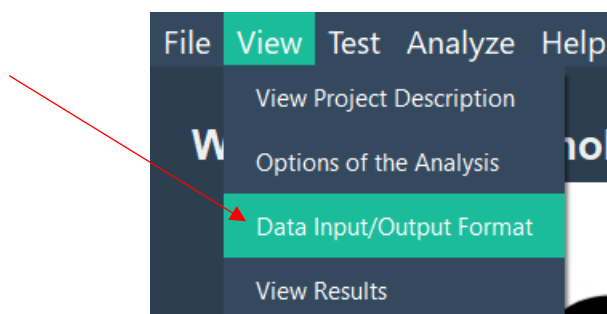 File View Test Analyze Help
View Project Description
Options of the Analysis
Data Input/Output Format
View Results